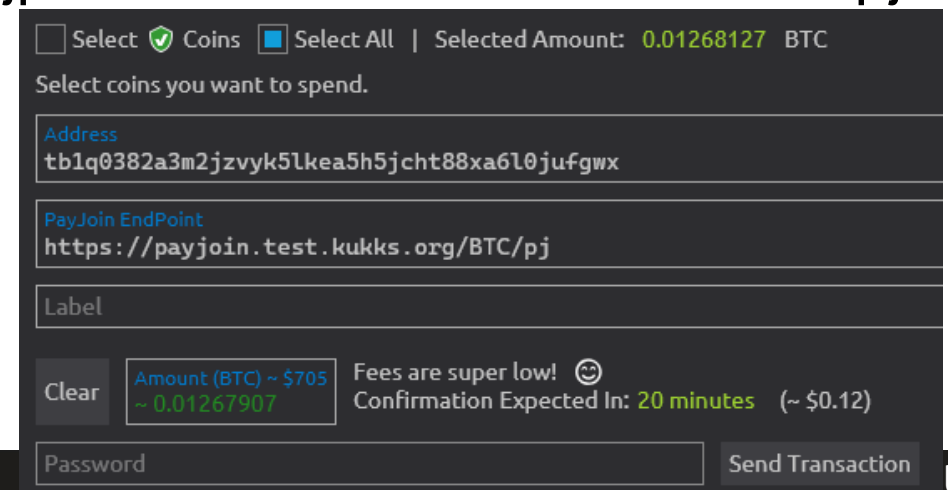 Select Coins Select All | Selected Amount: 0.01268127 BTC
Select coins you want to spend.
Address
tb1q0382a3m2jzvyk5lkea5h5jcht88xa6l0jufgwx
PayJoin EndPoint
https://payjoin.test.kukks.org/BTC/pj
Label
Clear
Amount (BTC) ~ $705
~ 0.01267907
Fees are super low!
Confirmation Expected In: 20 minutes (~ $0.12)
Password
Send Transaction